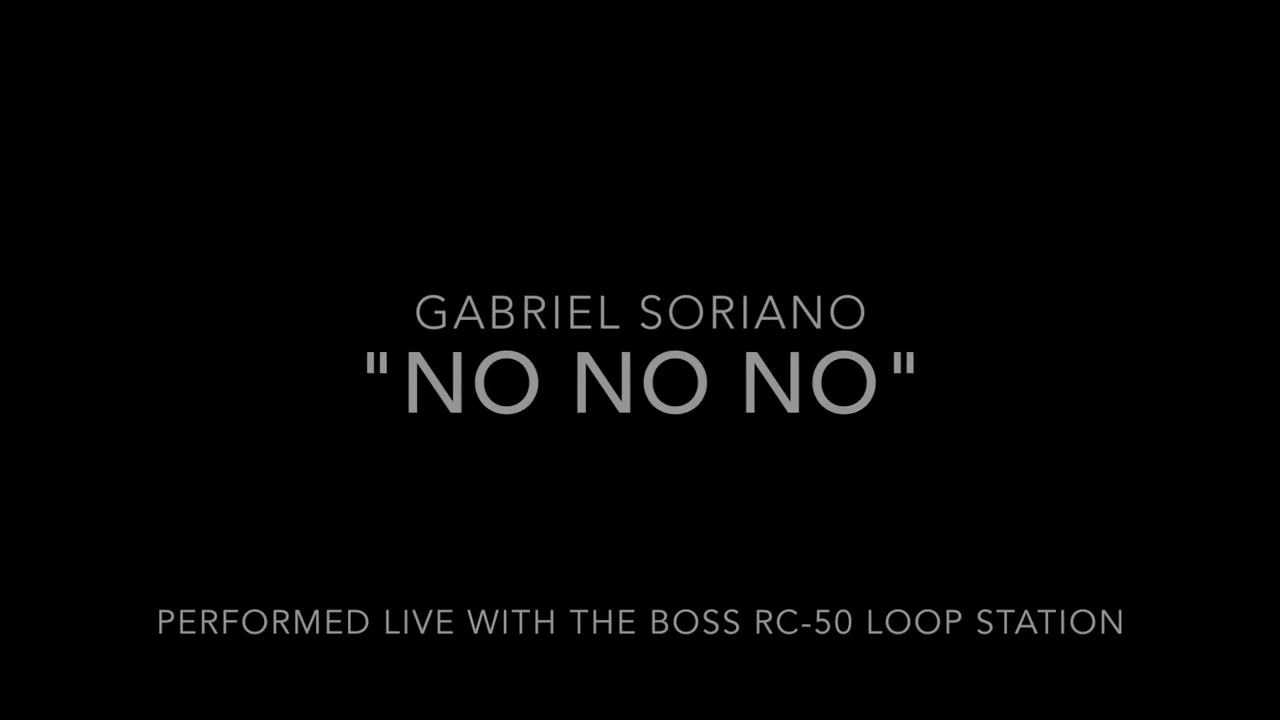 GABRIEL SORIANO
"NO NO NO"
PERFORMED LIVE WITH THE BOSS RC-50 LOOP STATION